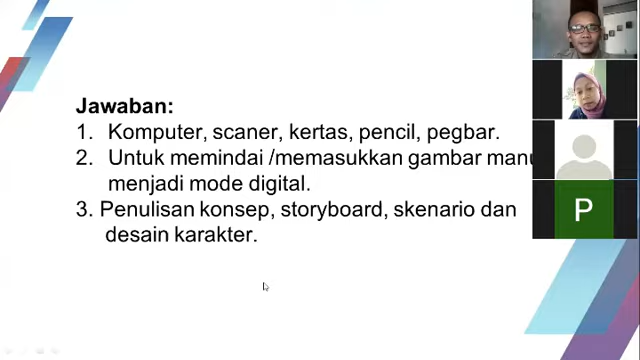 Jawaban:
1. Komputer, scaner, kertas, pencil, pegbar.
2. Untuk memindai /memasukkan gambar
menjadi mode digital.
3. Penulisan konsep, storyboard, skenario dan
desain karakter.
P